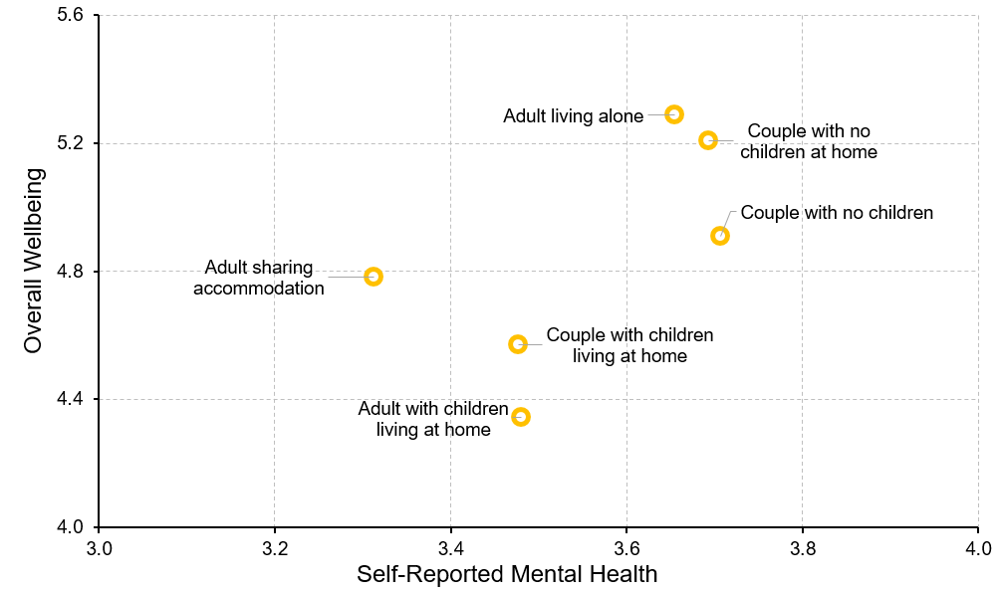 5.6
5.2
4.8
4.4
4.0
Overall Wellbeing
Adult living alone
Couple with no
children at home
Couple with no children
Adult sharing
accommodation
Couple with children
living at home
Adult with children
living at home
3.0
3.2
3.4
3.6
3.8
4.0
Self-Reported Mental Health